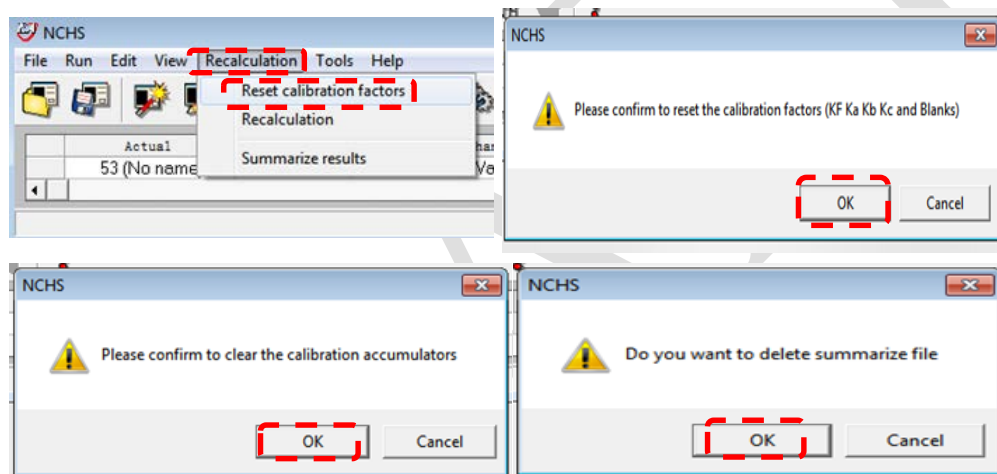 NCHS
File Run Edit View Recalculation Tools Help
Reset calibration factors
Recalculation
Summarize results
Actual
53 (No name
NCHS
Please confirm to reset the calibration factors (KF Ka Kb Kc and Blanks)
OK Cancel
NCHS
Please confirm to clear the calibration accumulators
OK Cancel
NCHS
Do you want to delete summarize file
OK Cancel